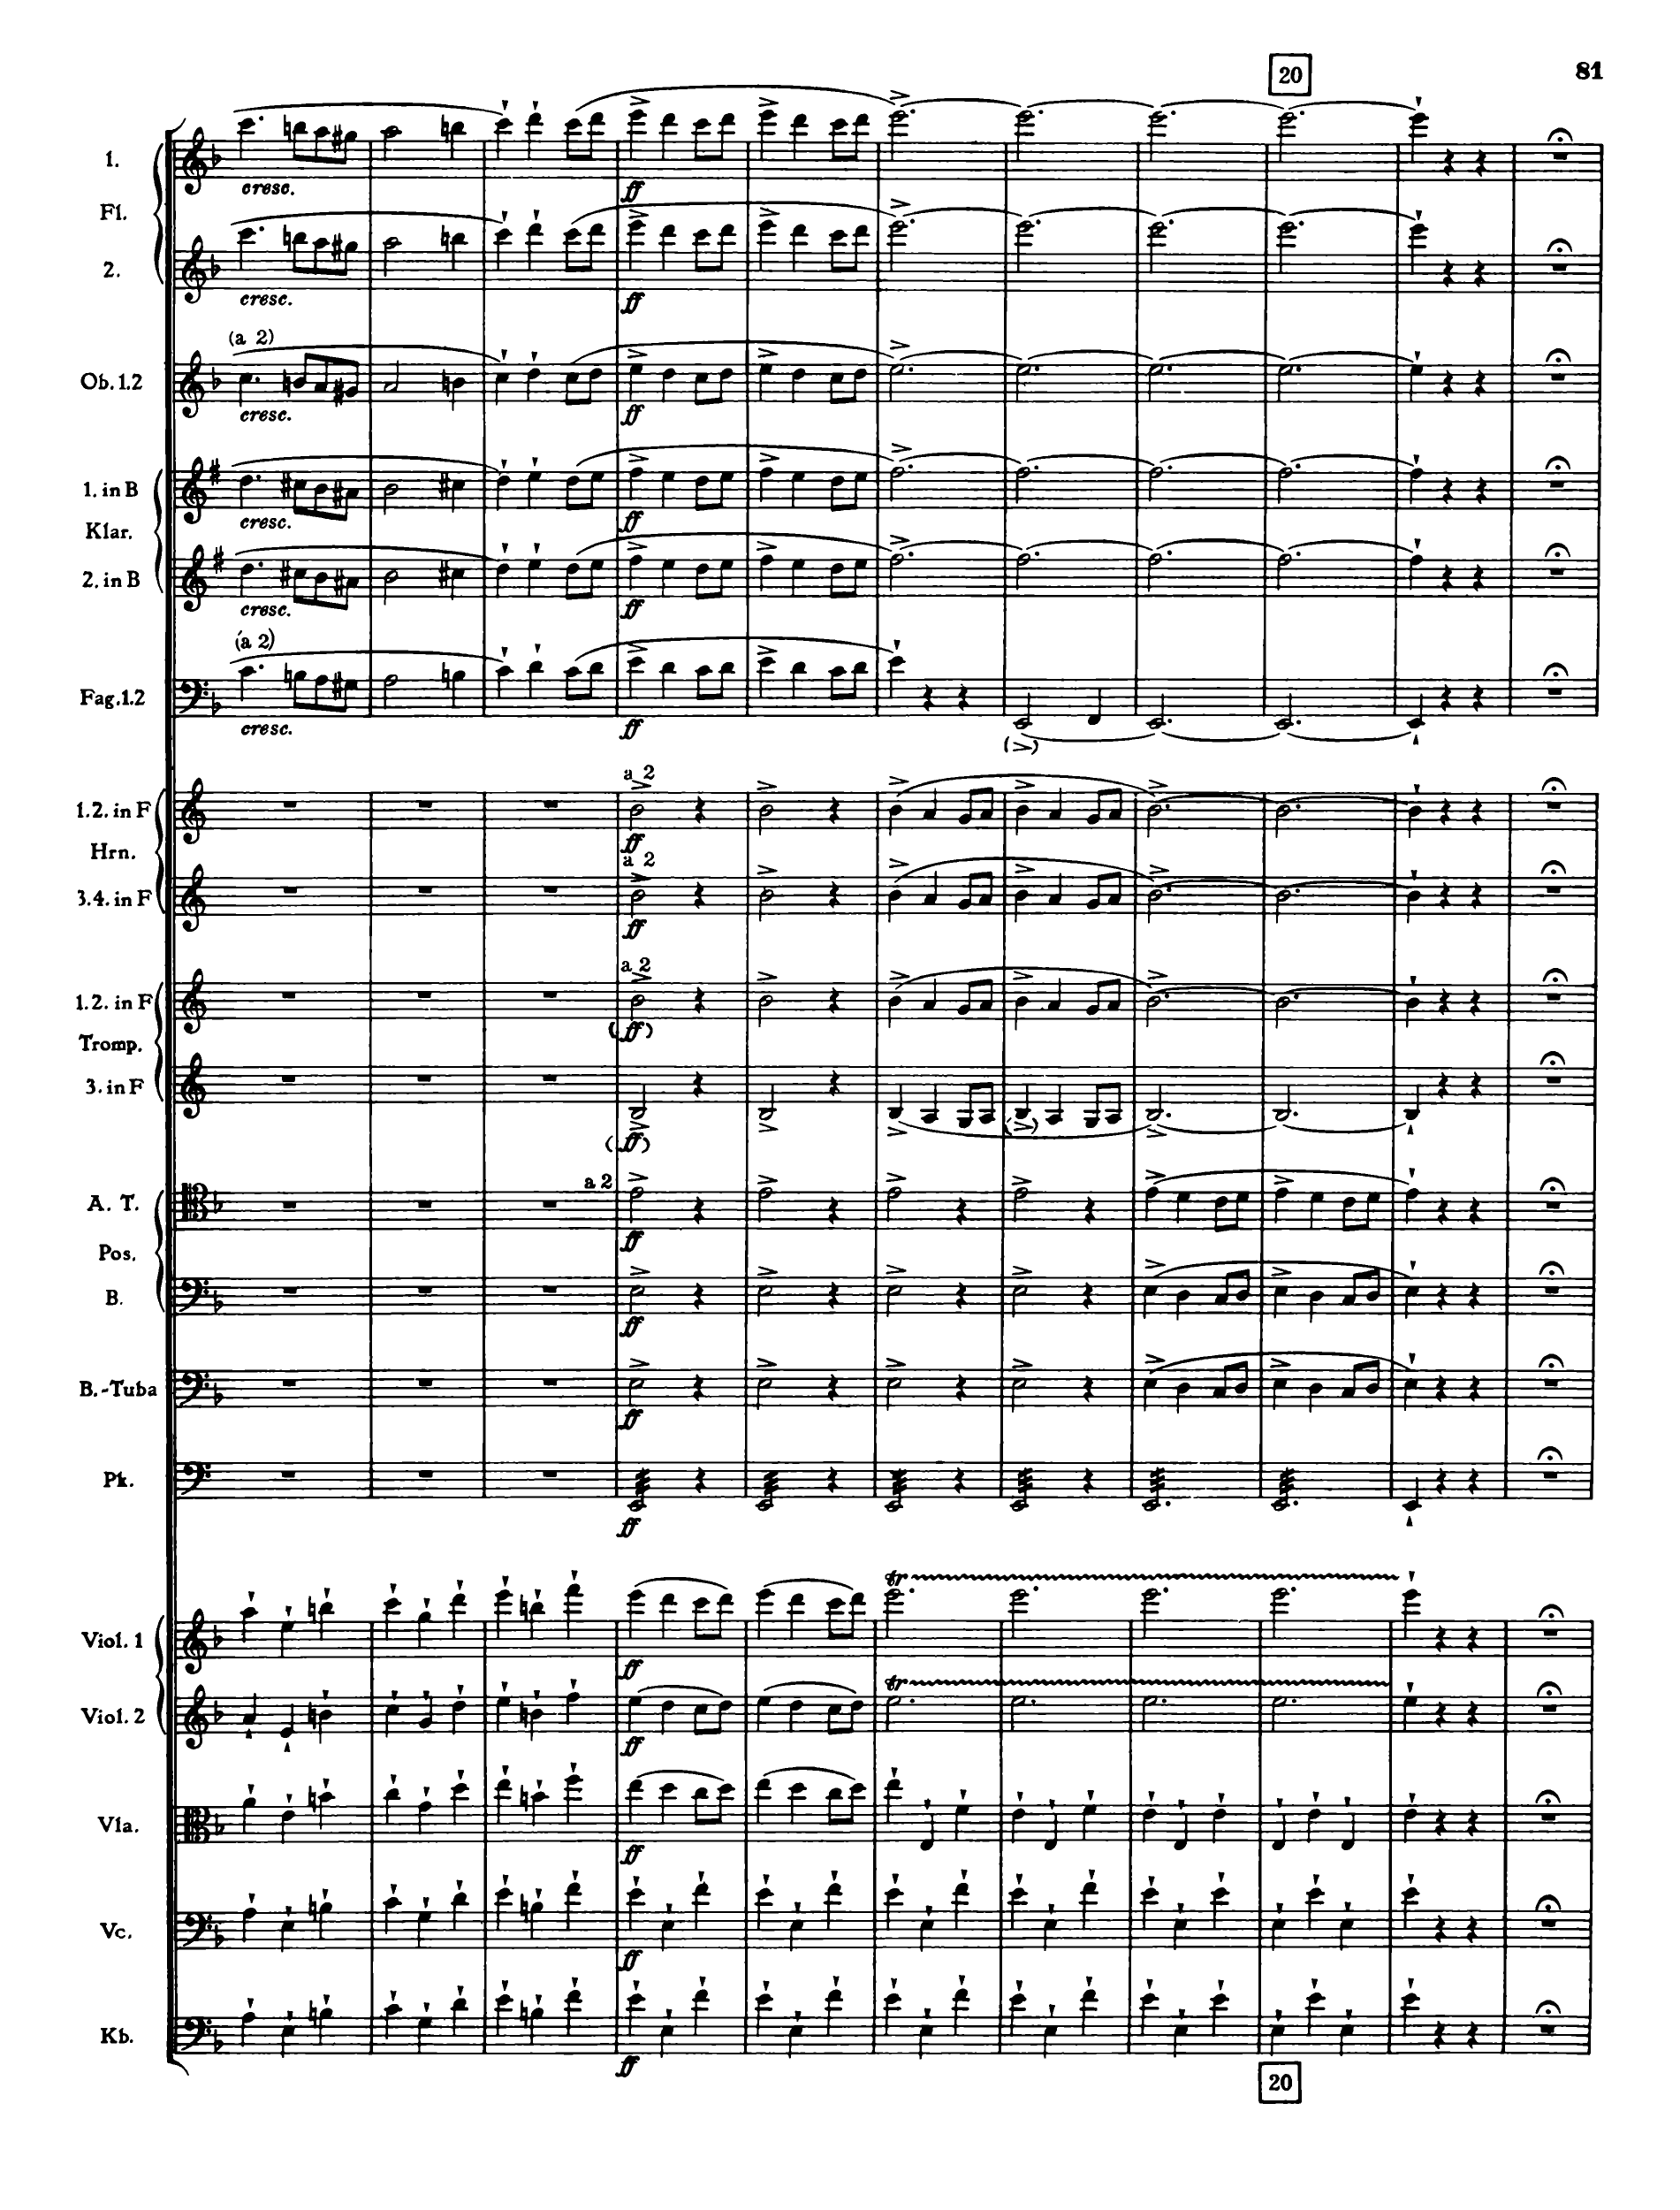 20
81
1.
cresc.
ff
Fl.
2.
cresc.
ff
(a 2)
Ob. 1.2
cresc.
ff
1. in B
cresc.
ff
Klar.
2. in B
cresc.
ff
(a 2)
Fag.1.2
cresc.
ff
a 2
1.2. in F
ff
Hrn.
a 2
3.4. in F
ff
a 2
1.2. in F
(ff)
Tromp.
3. in F
(ff)
a 2
A. T.
ff
Pos.
B.
ff
B.-Tuba
ff
Pk.
ff
tr
Viol. 1
ff
tr
Viol. 2
ff
Vla.
ff
Vc.
ff
Kb.
ff
20